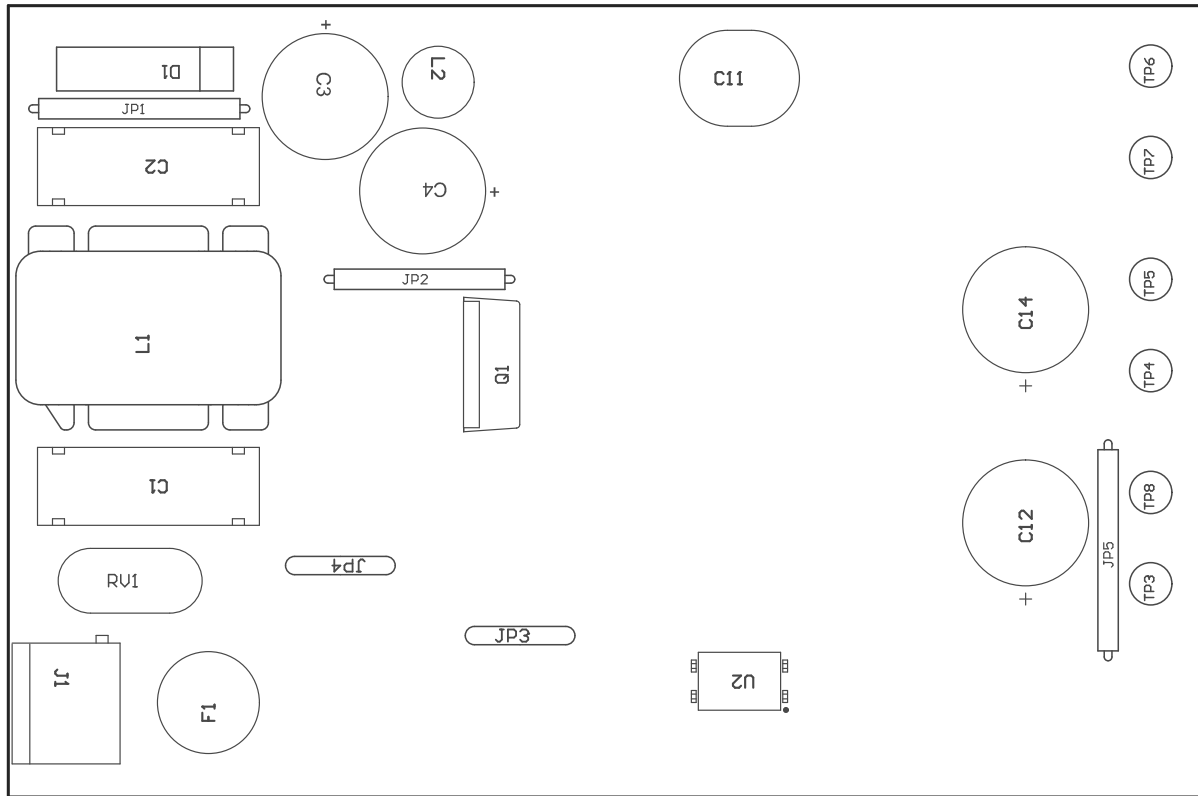 +
D1
C3
L2
C11
TP6
JP1
C2
C4
+
TP7
JP2
TP5
C14
L1
Q1
TP4
+
C1
TP8
C12
JP5
JP4
RV1
TP3
+
JP3
J1
U2
F1